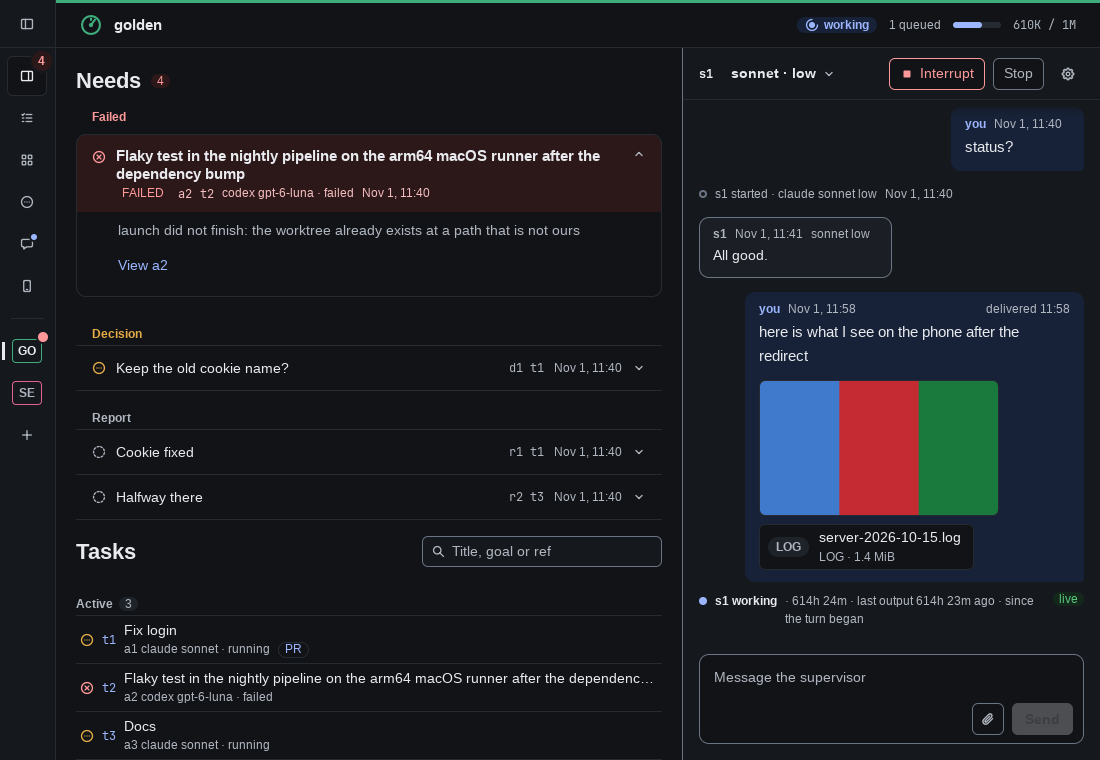 golden
working
1 queued
610K / 1M
4
GO
SE
Needs 4
Failed
Flaky test in the nightly pipeline on the arm64 macOS runner after the
dependency bump
FAILED a2 t2 codex gpt-6-luna · failed Nov 1, 11:40
launch did not finish: the worktree already exists at a path that is not ours
View a2
Decision
Keep the old cookie name? d1 t1 Nov 1, 11:40
Report
Cookie fixed r1 t1 Nov 1, 11:40
Halfway there r2 t3 Nov 1, 11:40
Tasks
Title, goal or ref
Active 3
t1 Fix login
a1 claude sonnet · running PR
t2 Flaky test in the nightly pipeline on the arm64 macOS runner after the dependenc…
a2 codex gpt-6-luna · failed
t3 Docs
a3 claude sonnet · running
s1 sonnet · low
Interrupt
Stop
you Nov 1, 11:40
status?
s1 started · claude sonnet low Nov 1, 11:40
s1 Nov 1, 11:41 sonnet low
All good.
you Nov 1, 11:58 delivered 11:58
here is what I see on the phone after the
redirect
LOG
server-2026-10-15.log
LOG · 1.4 MiB
s1 working · 614h 24m · last output 614h 23m ago · since
the turn began
live
Message the supervisor
Send